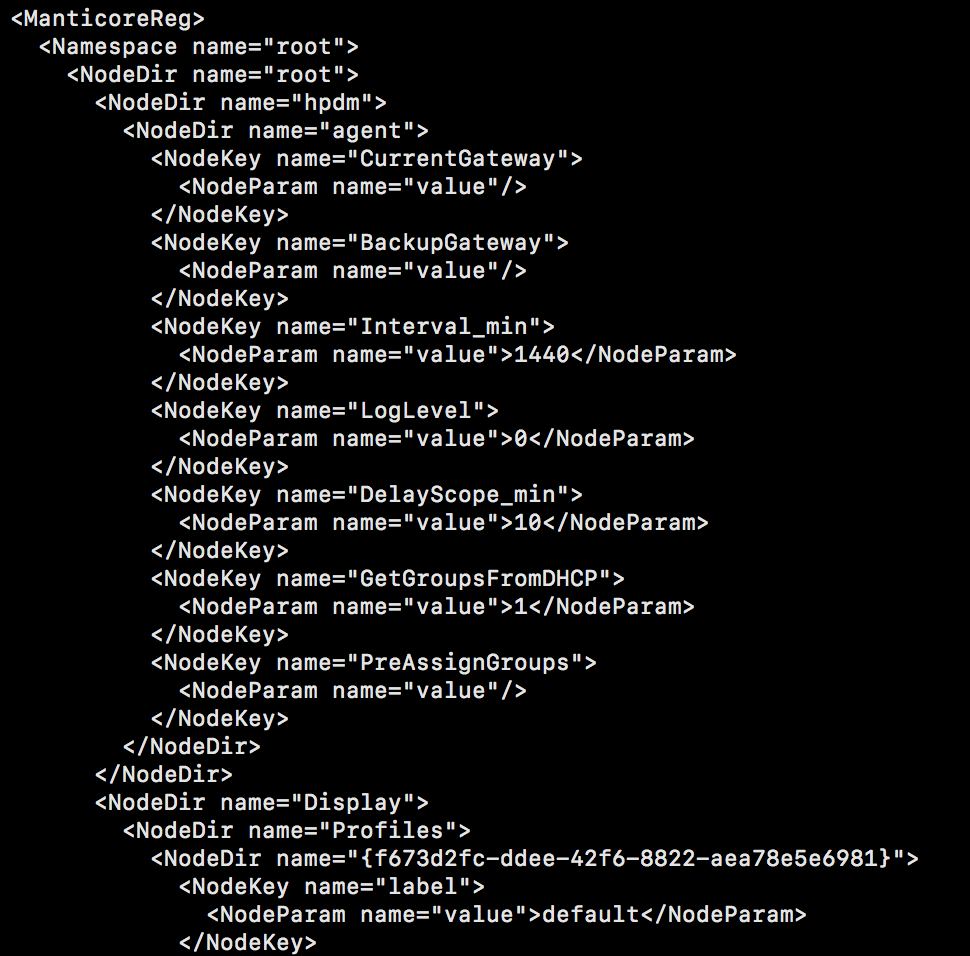 <ManticoreReg>
  <Namespace name="root">
    <NodeDir name="root">
      <NodeDir name="hpdm">
        <NodeDir name="agent">
          <NodeKey name="CurrentGateway">
            <NodeParam name="value"/>
          </NodeKey>
          <NodeKey name="BackupGateway">
            <NodeParam name="value"/>
          </NodeKey>
          <NodeKey name="Interval_min">
            <NodeParam name="value">1440</NodeParam>
          </NodeKey>
          <NodeKey name="LogLevel">
            <NodeParam name="value">0</NodeParam>
          </NodeKey>
          <NodeKey name="DelayScope_min">
            <NodeParam name="value">10</NodeParam>
          </NodeKey>
          <NodeKey name="GetGroupsFromDHCP">
            <NodeParam name="value">1</NodeParam>
          </NodeKey>
          <NodeKey name="PreAssignGroups">
            <NodeParam name="value"/>
          </NodeKey>
        </NodeDir>
      </NodeDir>
      <NodeDir name="Display">
        <NodeDir name="Profiles">
          <NodeDir name="{f673d2fc-ddee-42f6-8822-aea78e5e6981}">
            <NodeKey name="label">
              <NodeParam name="value">default</NodeParam>
            </NodeKey>